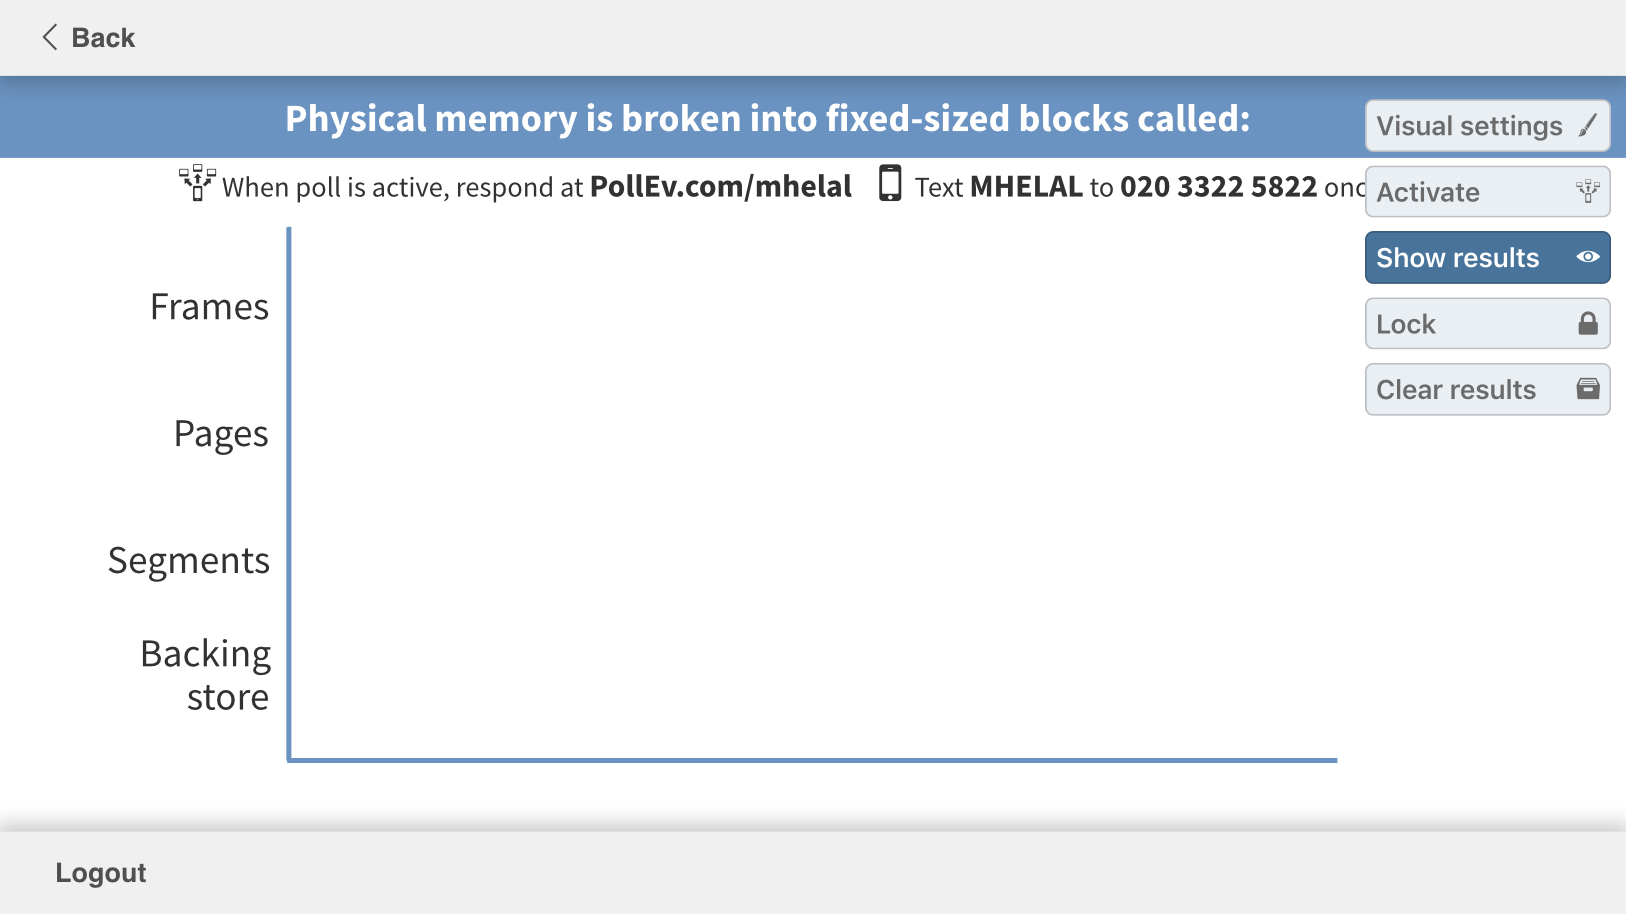 Back
Physical memory is broken into fixed-sized blocks called:
Visual settings
When poll is active, respond at PollEv.com/mhelal
Text MHELAL to 020 3322 5822 onc
Activate
Show results
Lock
Clear results
Frames
Pages
Segments
Backing
store
Logout